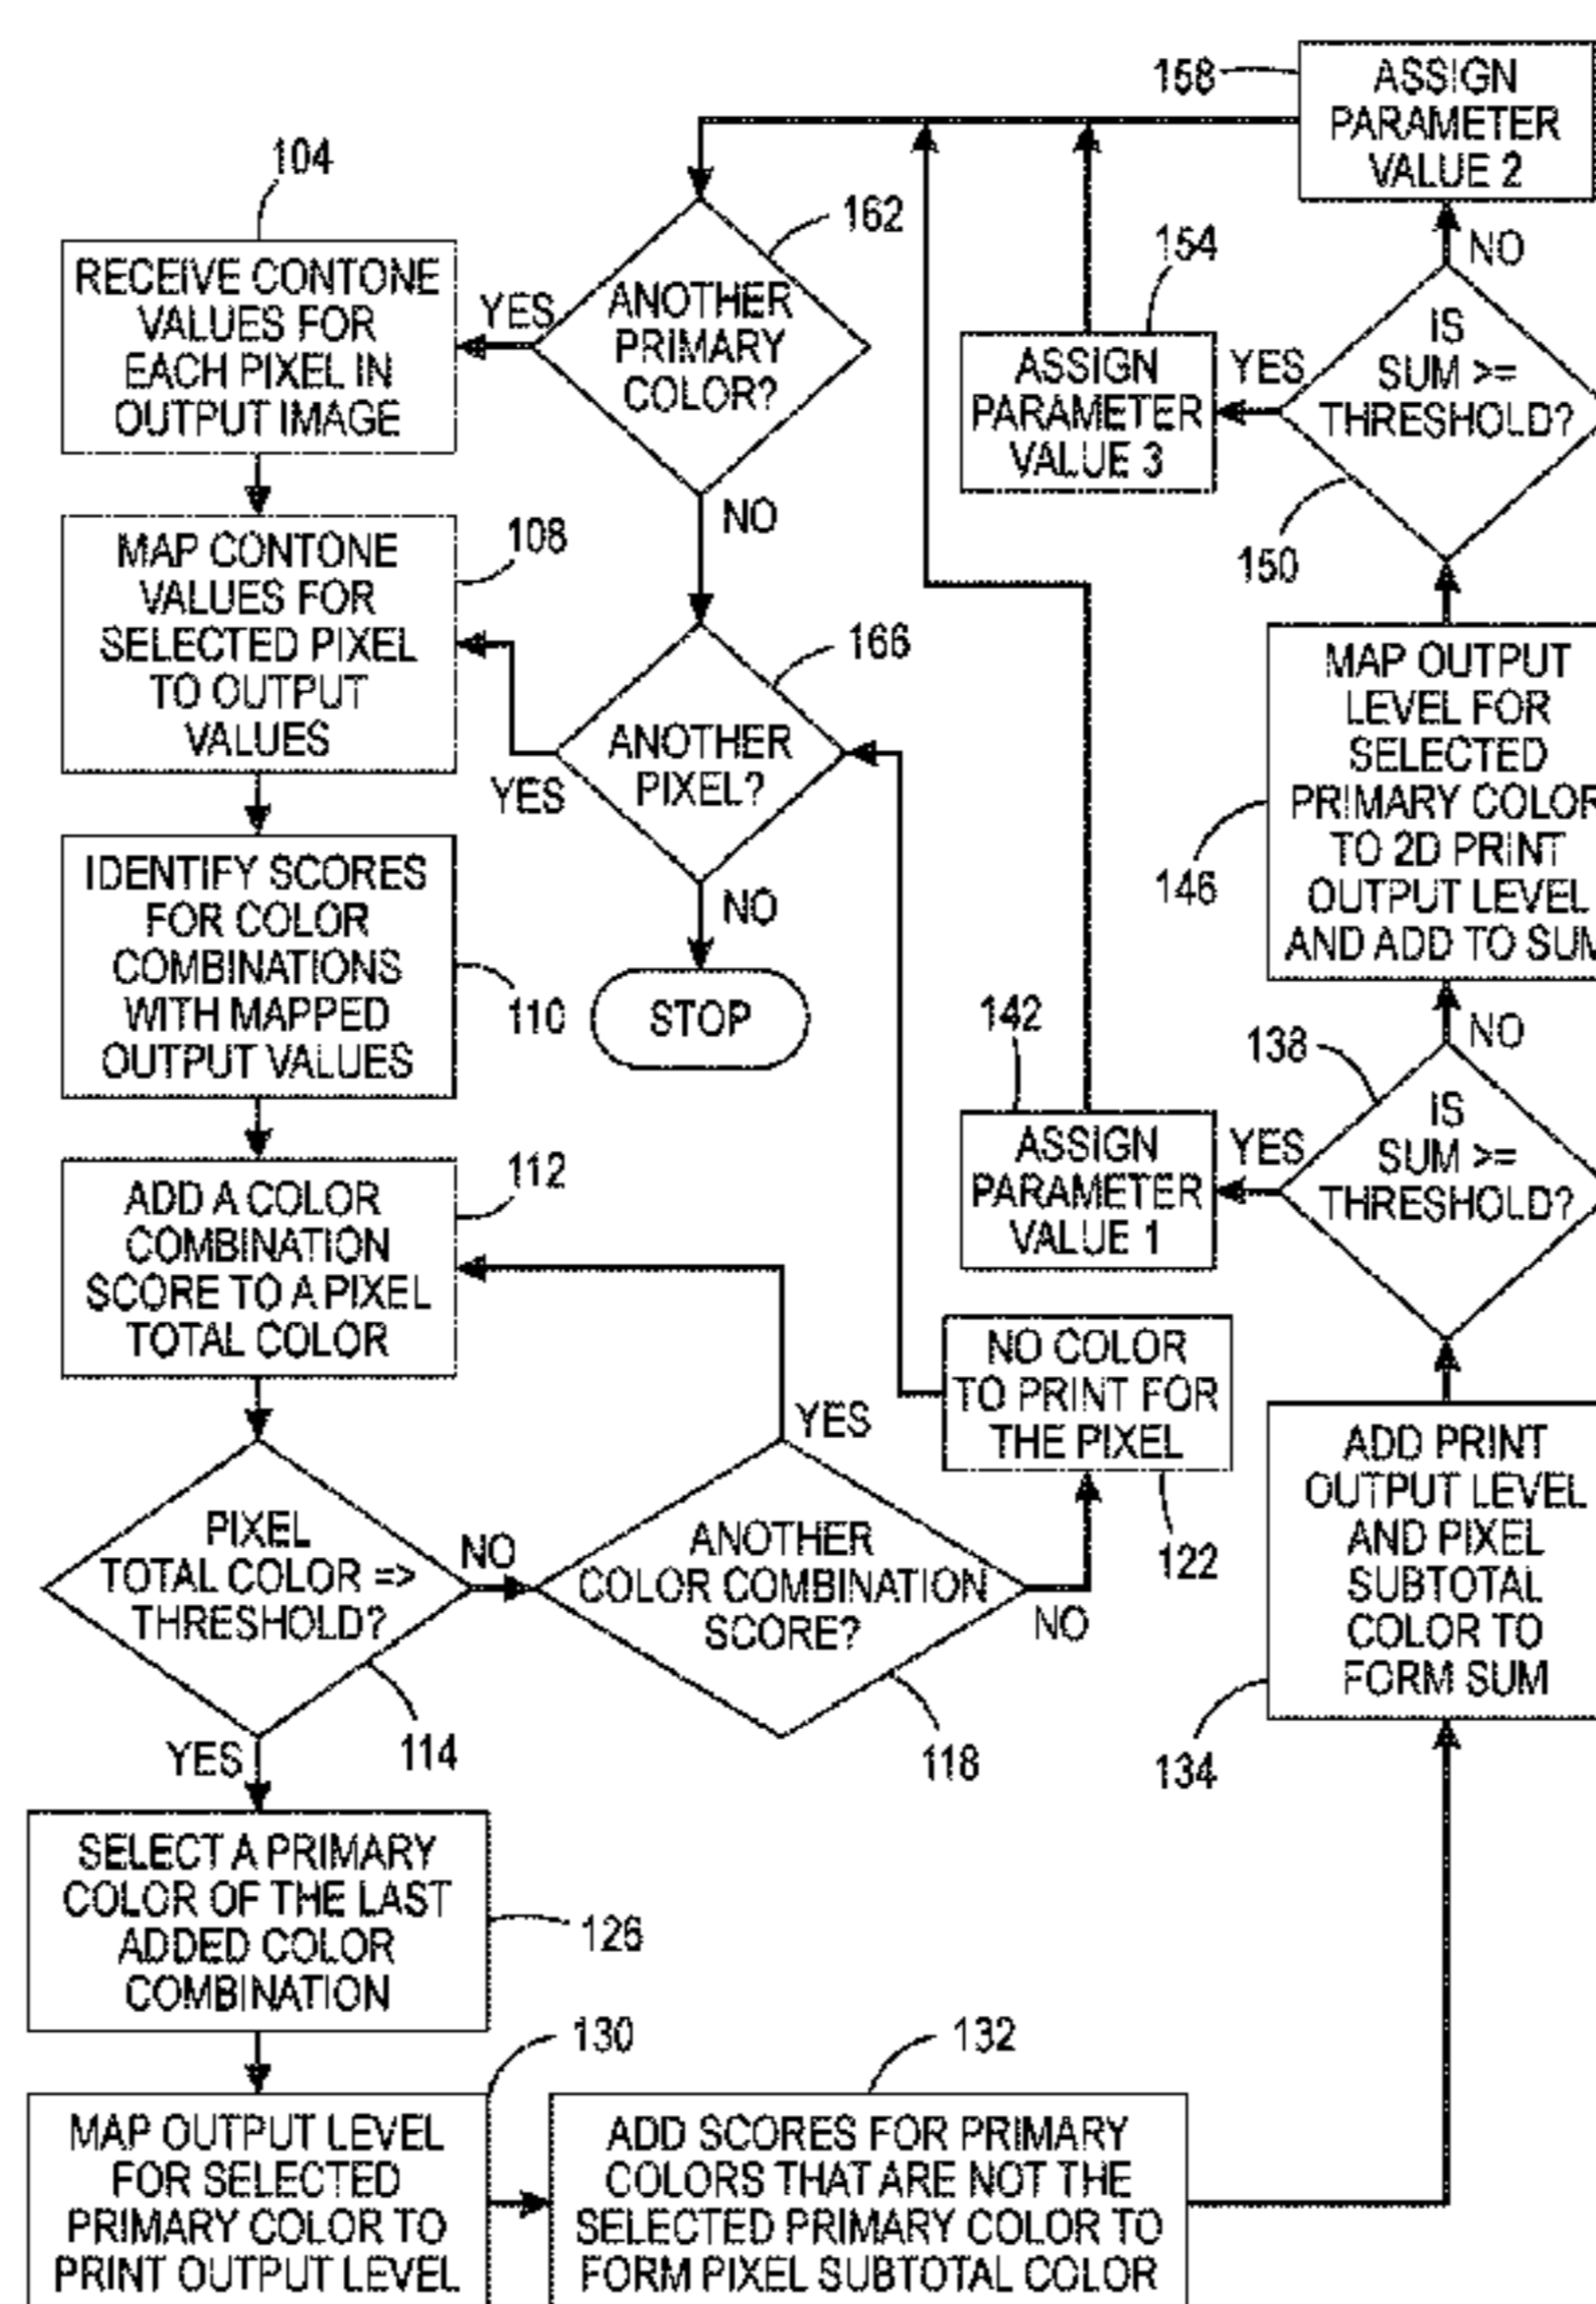 104
RECEIVE CONTONE
VALUES FOR
EACH PIXEL IN
OUTPUT IMAGE
108
MAP CONTONE
VALUES FOR
SELECTED PIXEL
TO OUTPUT
VALUES
110
IDENTIFY SCORES
FOR COLOR
COMBINATIONS
WITH MAPPED
OUTPUT VALUES
112
ADD A COLOR
COMBINATION
SCORE TO A PIXEL
TOTAL COLOR
PIXEL
TOTAL COLOR =>
THRESHOLD?
114
NO
YES
ANOTHER
COLOR COMBINATION
SCORE?
118
YES
NO
NO COLOR
TO PRINT FOR
THE PIXEL
122
SELECT A PRIMARY
COLOR OF THE LAST
ADDED COLOR
COMBINATION
126
130
MAP OUTPUT LEVEL
FOR SELECTED
PRIMARY COLOR TO
PRINT OUTPUT LEVEL
132
ADD SCORES FOR PRIMARY
COLORS THAT ARE NOT THE
SELECTED PRIMARY COLOR TO
FORM PIXEL SUBTOTAL COLOR
ADD PRINT
OUTPUT LEVEL
AND PIXEL
SUBTOTAL
COLOR TO
FORM SUM
134
138
IS
SUM >=
THRESHOLD?
YES
NO
142
ASSIGN
PARAMETER
VALUE 1
MAP OUTPUT
LEVEL FOR
SELECTED
PRIMARY COLOR
TO 2D PRINT
OUTPUT LEVEL
AND ADD TO SUM
146
IS
SUM >=
THRESHOLD?
150
YES
NO
154
ASSIGN
PARAMETER
VALUE 3
158
ASSIGN
PARAMETER
VALUE 2
162
ANOTHER
PRIMARY
COLOR?
YES
NO
166
ANOTHER
PIXEL?
YES
NO
STOP